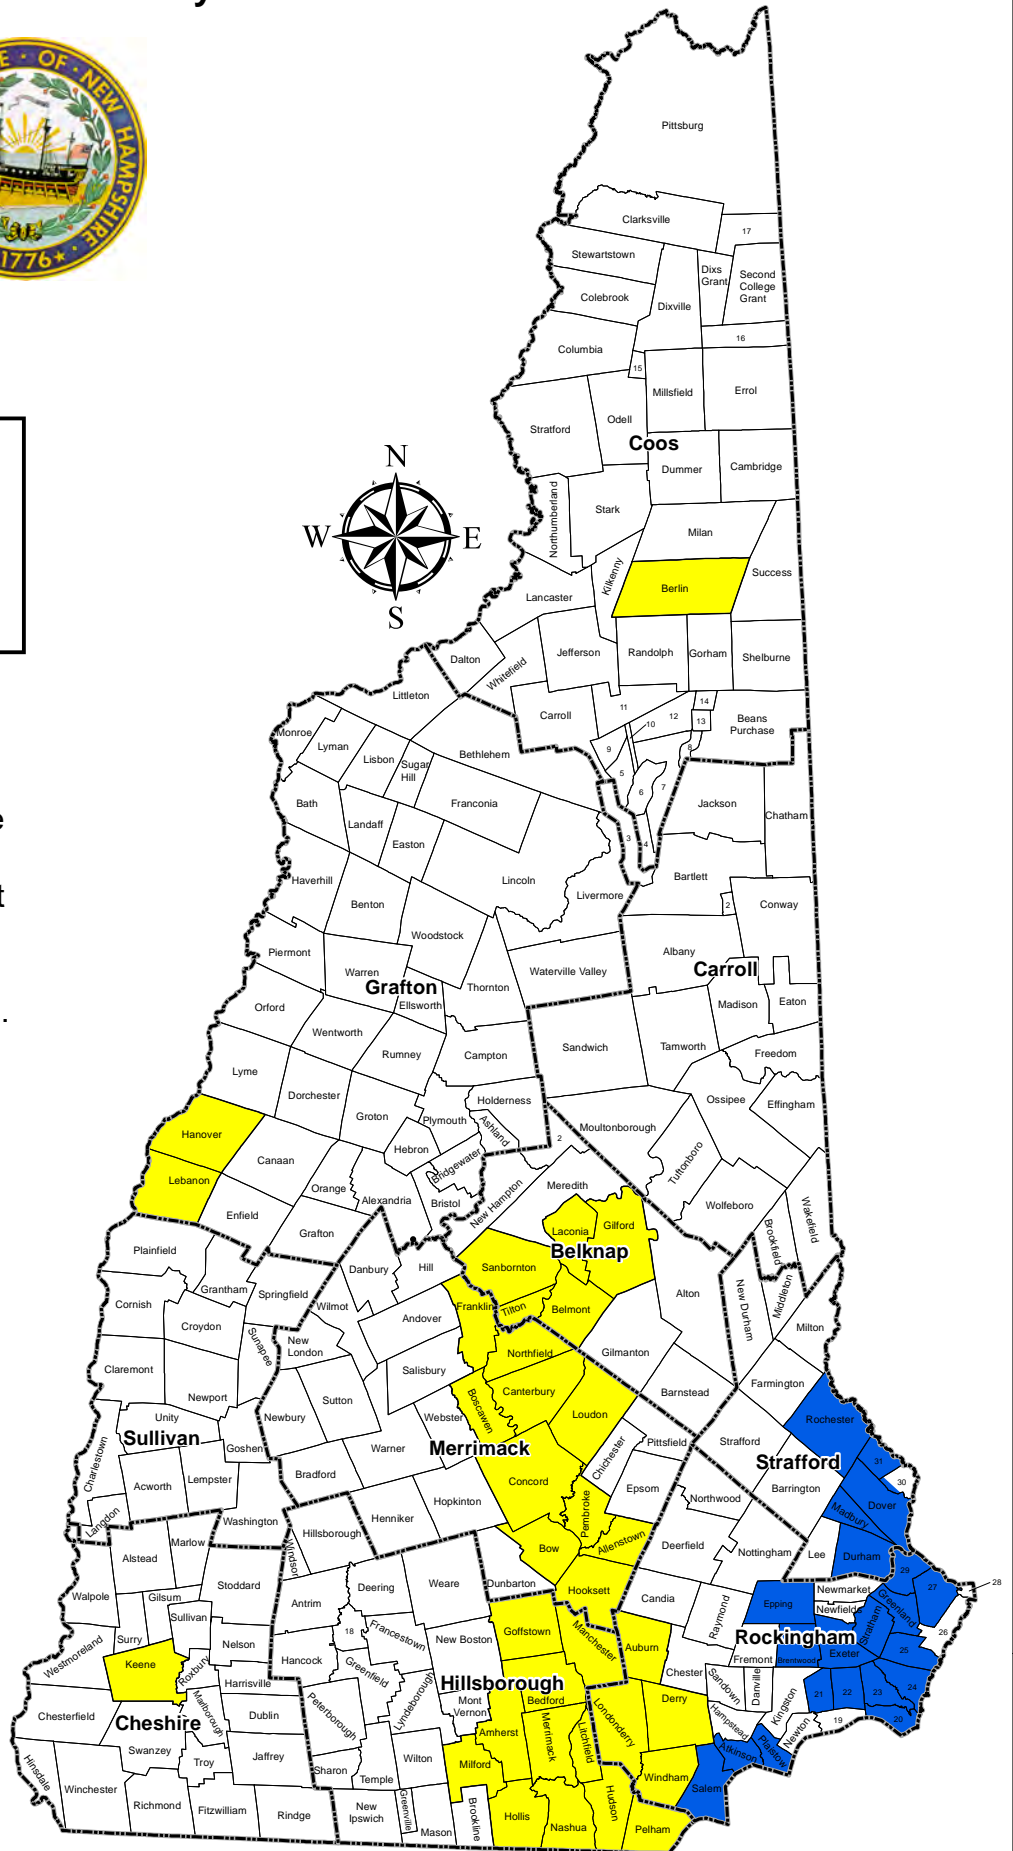 y
E · OF · NEW HAMPSHIRE ·
1776 ★
Pittsburg
Clarksville
17
Stewartstown
Dixs
Grant
Second
College
Grant
Colebrook
Dixville
16
Columbia
15
Millsfield
Errol
Odell
Stratford
Coos
Dummer
Cambridge
N
W
E
S
Northumberland
Stark
Milan
Kilkenny
Berlin
Success
Lancaster
Jefferson
Randolph
Gorham
Shelburne
Dalton
Whitefield
Littleton
Carroll
11
14
10
12
13
Beans
Purchase
Monroe
Lyman
9
8
Lisbon
Sugar
Hill
Bethlehem
5
6
7
Bath
Franconia
Jackson
Chatham
e
Landaff
Easton
3
4
Haverhill
Lincoln
Bartlett
t
Benton
Livermore
2
Conway
Woodstock
Piermont
Albany
Warren
Waterville Valley
Carroll
Grafton
Thornton
Orford
Ellsworth
Madison
Eaton
.
Wentworth
Rumney
Campton
Sandwich
Tamworth
Freedom
Lyme
Dorchester
Holderness
Ossipee
Effingham
Groton
Plymouth
Ashland
Moultonborough
Hanover
2
Hebron
Tuftonboro
Canaan
Bridgewater
Lebanon
Orange
Alexandria
Bristol
New Hampton
Meredith
Wolfeboro
Wakefield
Enfield
Grafton
Laconia
Gilford
Brookfield
Plainfield
Belknap
Danbury
Hill
Sanbornton
Grantham
Springfield
Alton
New Durham
Middleton
Cornish
Wilmot
Franklin
Tilton
Belmont
Croydon
Andover
Milton
Sunapee
New
London
Northfield
Gilmanton
Claremont
Salisbury
Farmington
Newport
Sutton
Canterbury
Barnstead
Boscawen
Unity
Newbury
Webster
Loudon
Rochester
Sullivan
Goshen
Warner
Merrimack
Chichester
Pittsfield
Strafford
Strafford
31
Charlestown
Lempster
Bradford
Concord
30
Acworth
Epsom
Barrington
Hopkinton
Northwood
Dover
Langdon
Washington
Henniker
Pembroke
Madbury
Hillsborough
Marlow
Allenstown
Deerfield
Nottingham
Lee
Durham
Alstead
Windsor
Bow
29
Stoddard
Weare
Dunbarton
Hooksett
28
27
Walpole
Gilsum
Deering
Candia
Newmarket
Antrim
Epping
Greenland
Sullivan
Raymond
Newfields
Surry
18
Francestown
New Boston
Goffstown
Manchester
Auburn
Rockingham
Stratham
26
Westmoreland
Nelson
Hancock
Exeter
25
Keene
Roxbury
Greenfield
Fremont
Brentwood
Harrisville
Hillsborough
Chester
Sandown
Danville
Lyndeborough
Mont
Vernon
Bedford
Derry
21
22
23
24
Marlborough
Peterborough
Londonderry
Kingston
Chesterfield
Cheshire
Dublin
Amherst
Merrimack
Litchfield
Hampstead
Newton
19
20
Swanzey
Troy
Jaffrey
Wilton
Milford
Atkinson
Plaistow
Hinsdale
Sharon
Temple
Windham
Winchester
Salem
Richmond
Fitzwilliam
Rindge
New
Ipswich
Greenville
Mason
Brookline
Hollis
Nashua
Hudson
Pelham